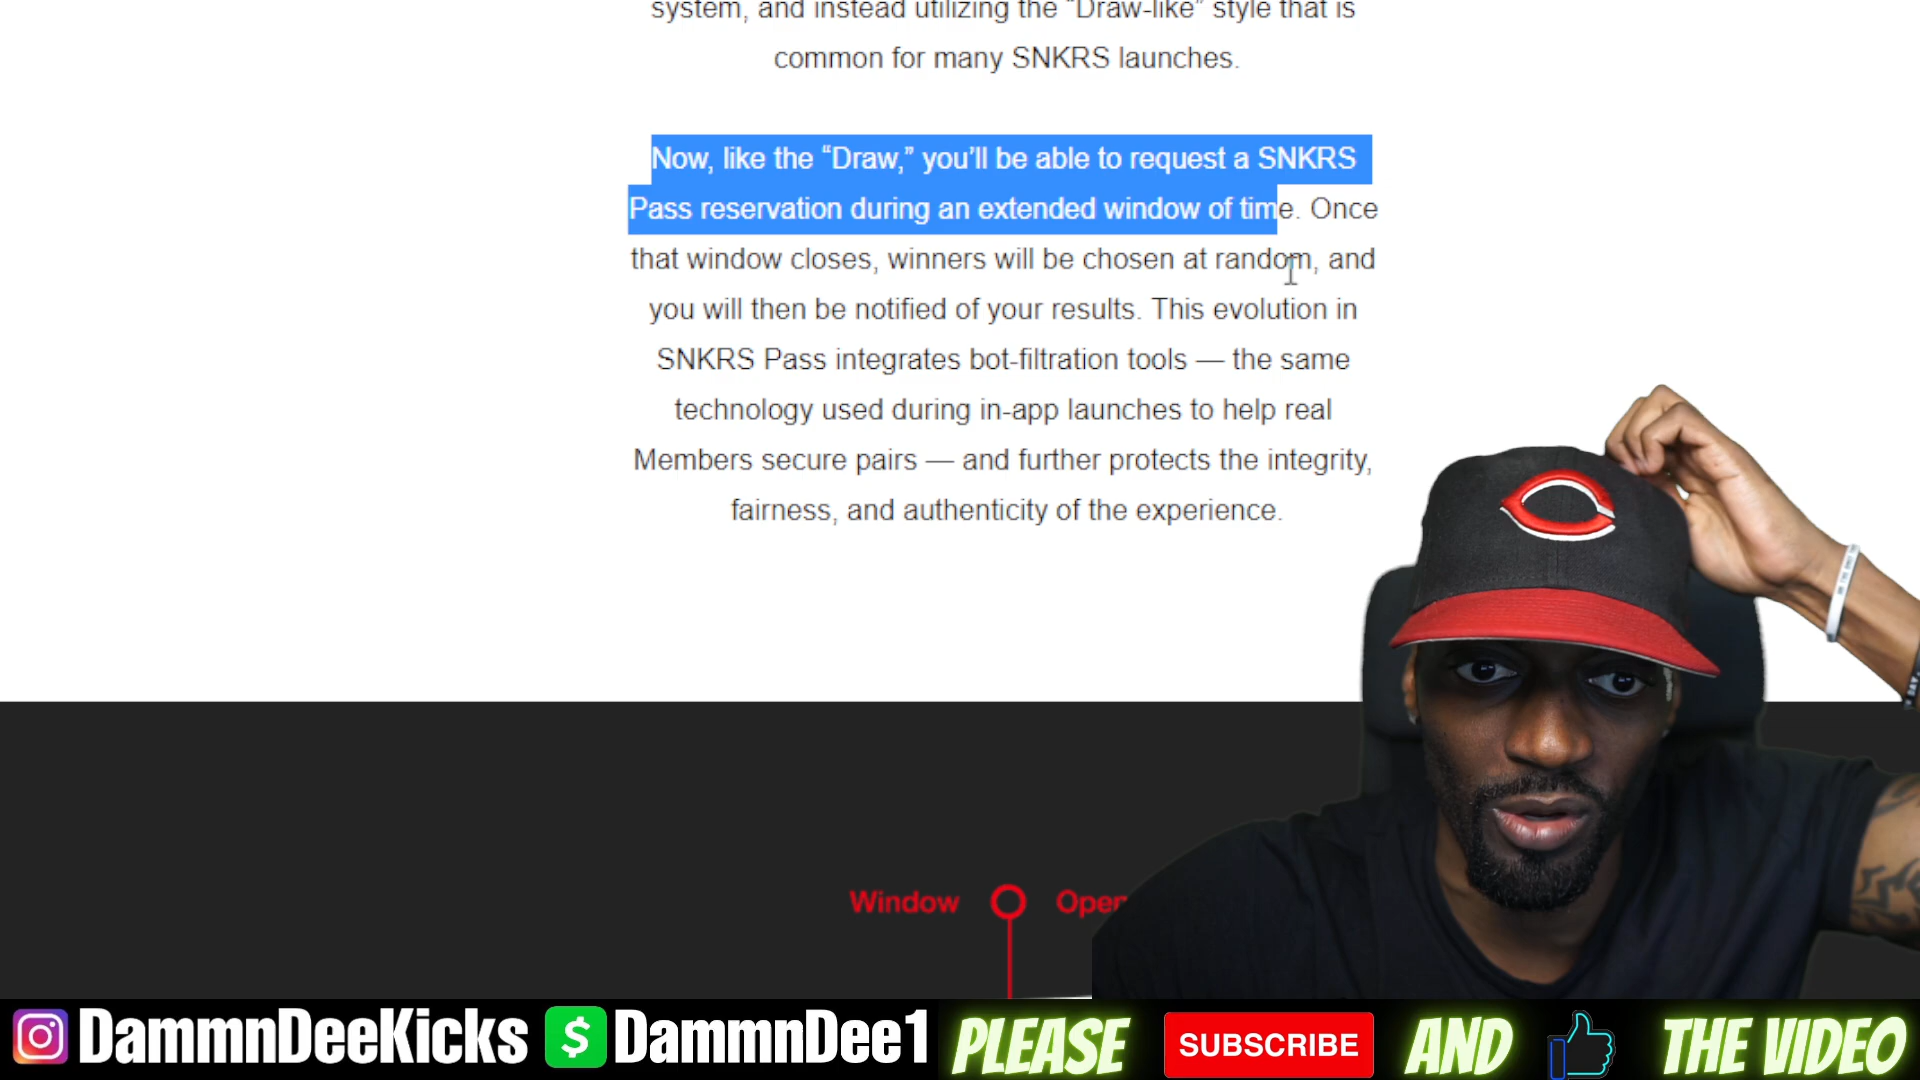 system, and instead utilizing the “Draw-like” style that is
common for many SNKRS launches.
Now, like the “Draw,” you’ll be able to request a SNKRS
Pass reservation during an extended window of time. Once
that window closes, winners will be chosen at random, and
you will then be notified of your results. This evolution in
SNKRS Pass integrates bot-filtration tools — the same
technology used during in-app launches to help real
Members secure pairs — and further protects the integrity,
fairness, and authenticity of the experience.
Window Open
DammnDeeKicks $ DammnDee1 PLEASE SUBSCRIBE AND THE VIDEO